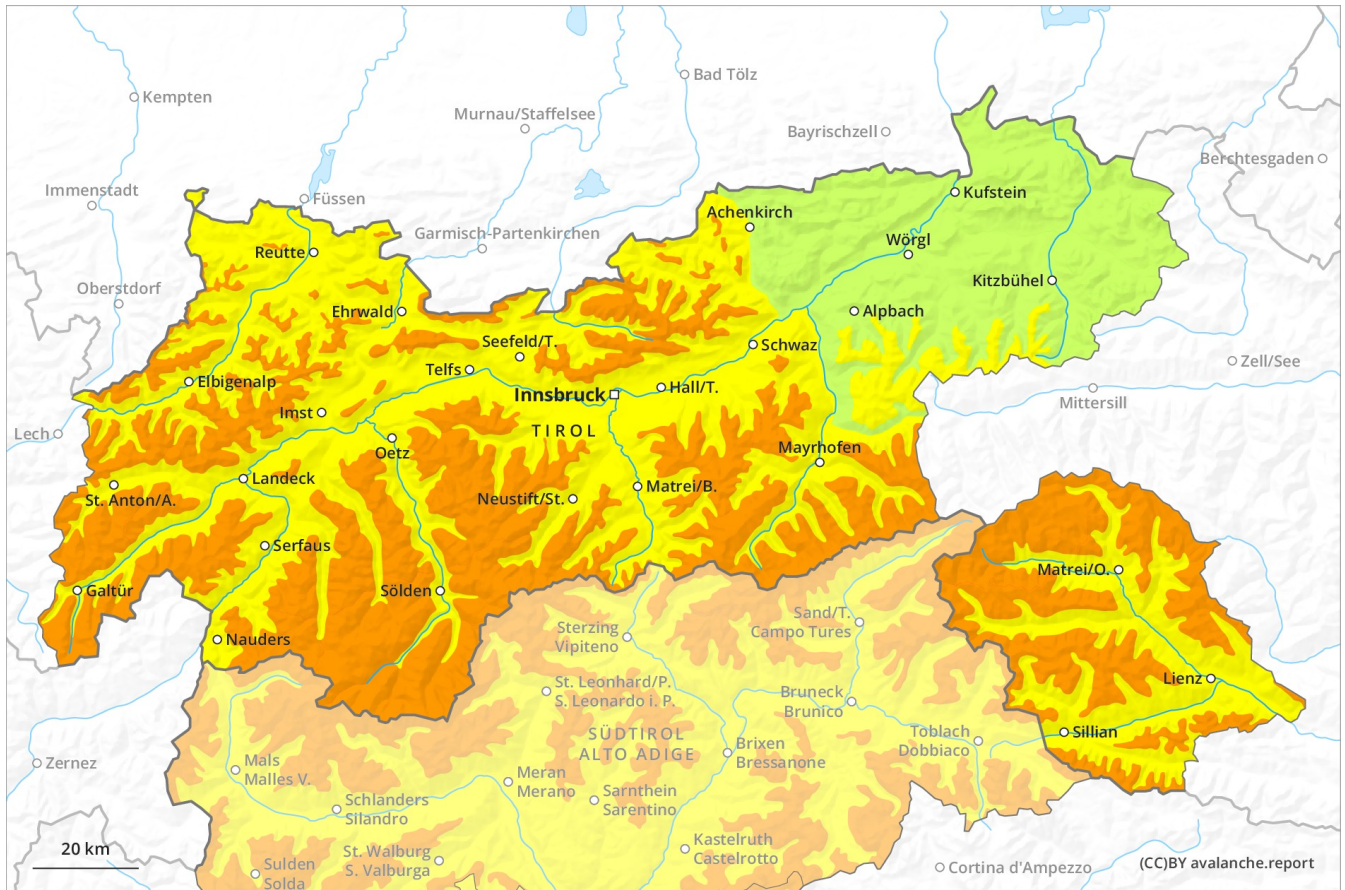 Bad Tölz
Kempten
Murnau/Staffelsee
Bayrischzell
Berchtesgaden
Immenstadt
Füssen
Kufstein
Achenkirch
Garmisch-Partenkirchen
Wörgl
Reutte
Kitzbühel
Oberstdorf
Ehrwald
Alpbach
Seefeld/T.
Schwaz
Zell/See
Telfs
Elbigenalp
Hall/T.
Innsbruck
Mittersill
Imst
TIROL
Lech
Oetz
Mayrhofen
Landeck
Matrei/B.
St. Anton/A.
Neustift/St.
Serfaus
Matrei/O.
Galtür
Sölden
Sand/T.
Campo Tures
Sterzing
Vipiteno
Nauders
Lienz
St. Leonhard/P.
S. Leonardo i. P.
Bruneck
Brunico
Sillian
Toblach
Dobbiaco
SÜDTIROL
ALTO ADIGE
Brixen
Bressanone
Zernez
Mals
Malles V.
Meran
Merano
Sarnthein
Sarentino
Schlanders
Silandro
Kastelruth
Castelrotto
St. Walburg
S. Valburga
20 km
Sulden
Solda
Cortina d'Ampezzo
(CC)BY avalanche.report